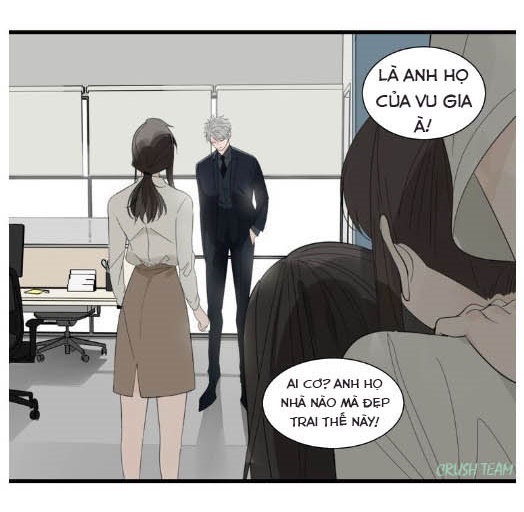 LÀ ANH HỌ
CỦA VU GIA
À!
AI CƠ? ANH HỌ
NHÀ NÀO MÀ ĐẸP
TRAI THẾ NÀY!
CRUSH TEAM